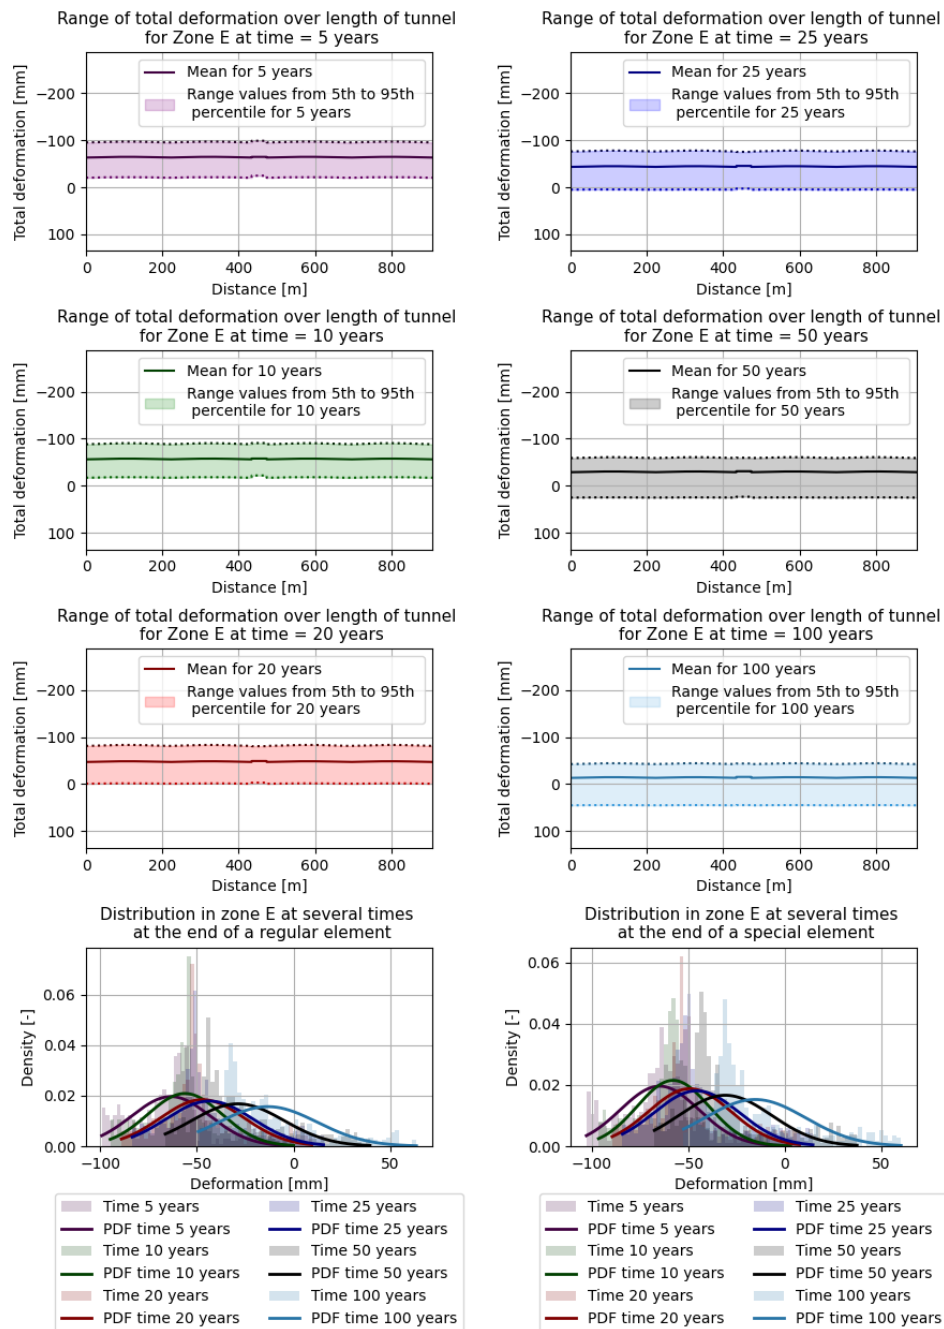 Range of total deformation over length of tunnel
for Zone E at time = 5 years
Total deformation [mm]
−200
−100
0
100
Mean for 5 years
Range values from 5th to 95th
percentile for 5 years
0 200 400 600 800
Distance [m]
Range of total deformation over length of tunnel
for Zone E at time = 25 years
Total deformation [mm]
−200
−100
0
100
Mean for 25 years
Range values from 5th to 95th
percentile for 25 years
0 200 400 600 800
Distance [m]
Range of total deformation over length of tunnel
for Zone E at time = 10 years
Total deformation [mm]
−200
−100
0
100
Mean for 10 years
Range values from 5th to 95th
percentile for 10 years
0 200 400 600 800
Distance [m]
Range of total deformation over length of tunnel
for Zone E at time = 50 years
Total deformation [mm]
−200
−100
0
100
Mean for 50 years
Range values from 5th to 95th
percentile for 50 years
0 200 400 600 800
Distance [m]
Range of total deformation over length of tunnel
for Zone E at time = 20 years
Total deformation [mm]
−200
−100
0
100
Mean for 20 years
Range values from 5th to 95th
percentile for 20 years
0 200 400 600 800
Distance [m]
Range of total deformation over length of tunnel
for Zone E at time = 100 years
Total deformation [mm]
−200
−100
0
100
Mean for 100 years
Range values from 5th to 95th
percentile for 100 years
0 200 400 600 800
Distance [m]
Distribution in zone E at several times
at the end of a regular element
Density [-]
0.06
0.04
0.02
0.00
−100 −50 0 50
Deformation [mm]
Time 5 years
PDF time 5 years
Time 10 years
PDF time 10 years
Time 20 years
PDF time 20 years
Time 25 years
PDF time 25 years
Time 50 years
PDF time 50 years
Time 100 years
PDF time 100 years
Distribution in zone E at several times
at the end of a special element
Density [-]
0.06
0.04
0.02
0.00
−100 −50 0 50
Deformation [mm]
Time 5 years
PDF time 5 years
Time 10 years
PDF time 10 years
Time 20 years
PDF time 20 years
Time 25 years
PDF time 25 years
Time 50 years
PDF time 50 years
Time 100 years
PDF time 100 years